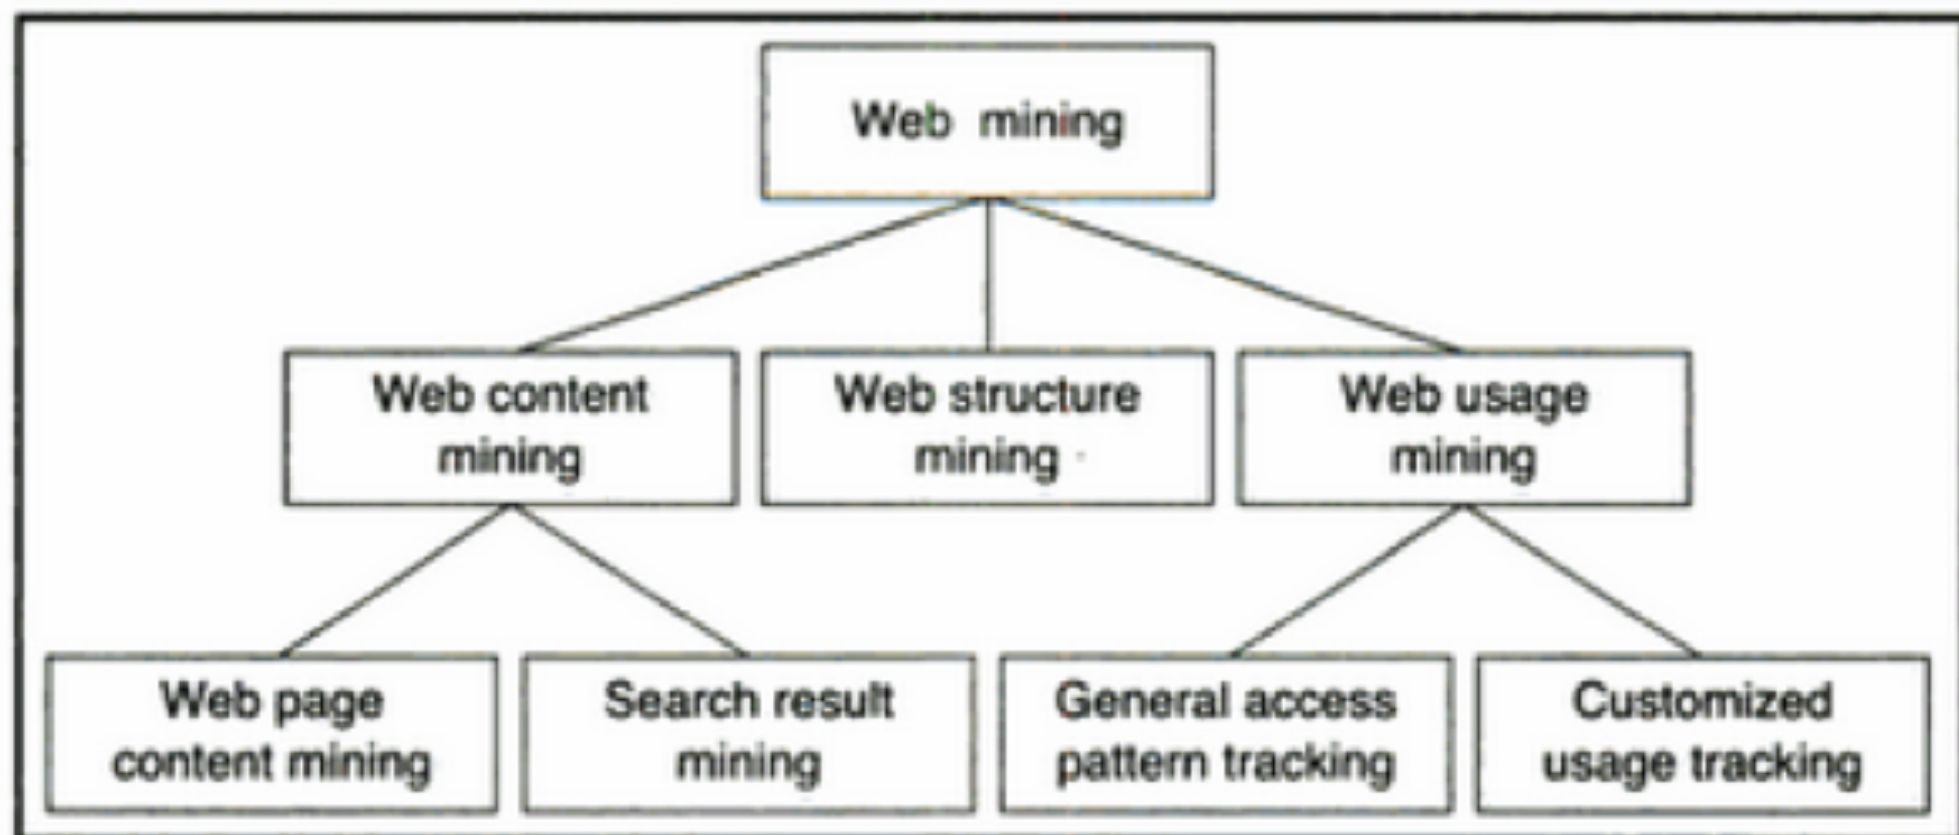 Web mining
Web content
mining
Web structure
mining
Web usage
mining
Web page
content mining
Search result
mining
General access
pattern tracking
Customized
usage tracking